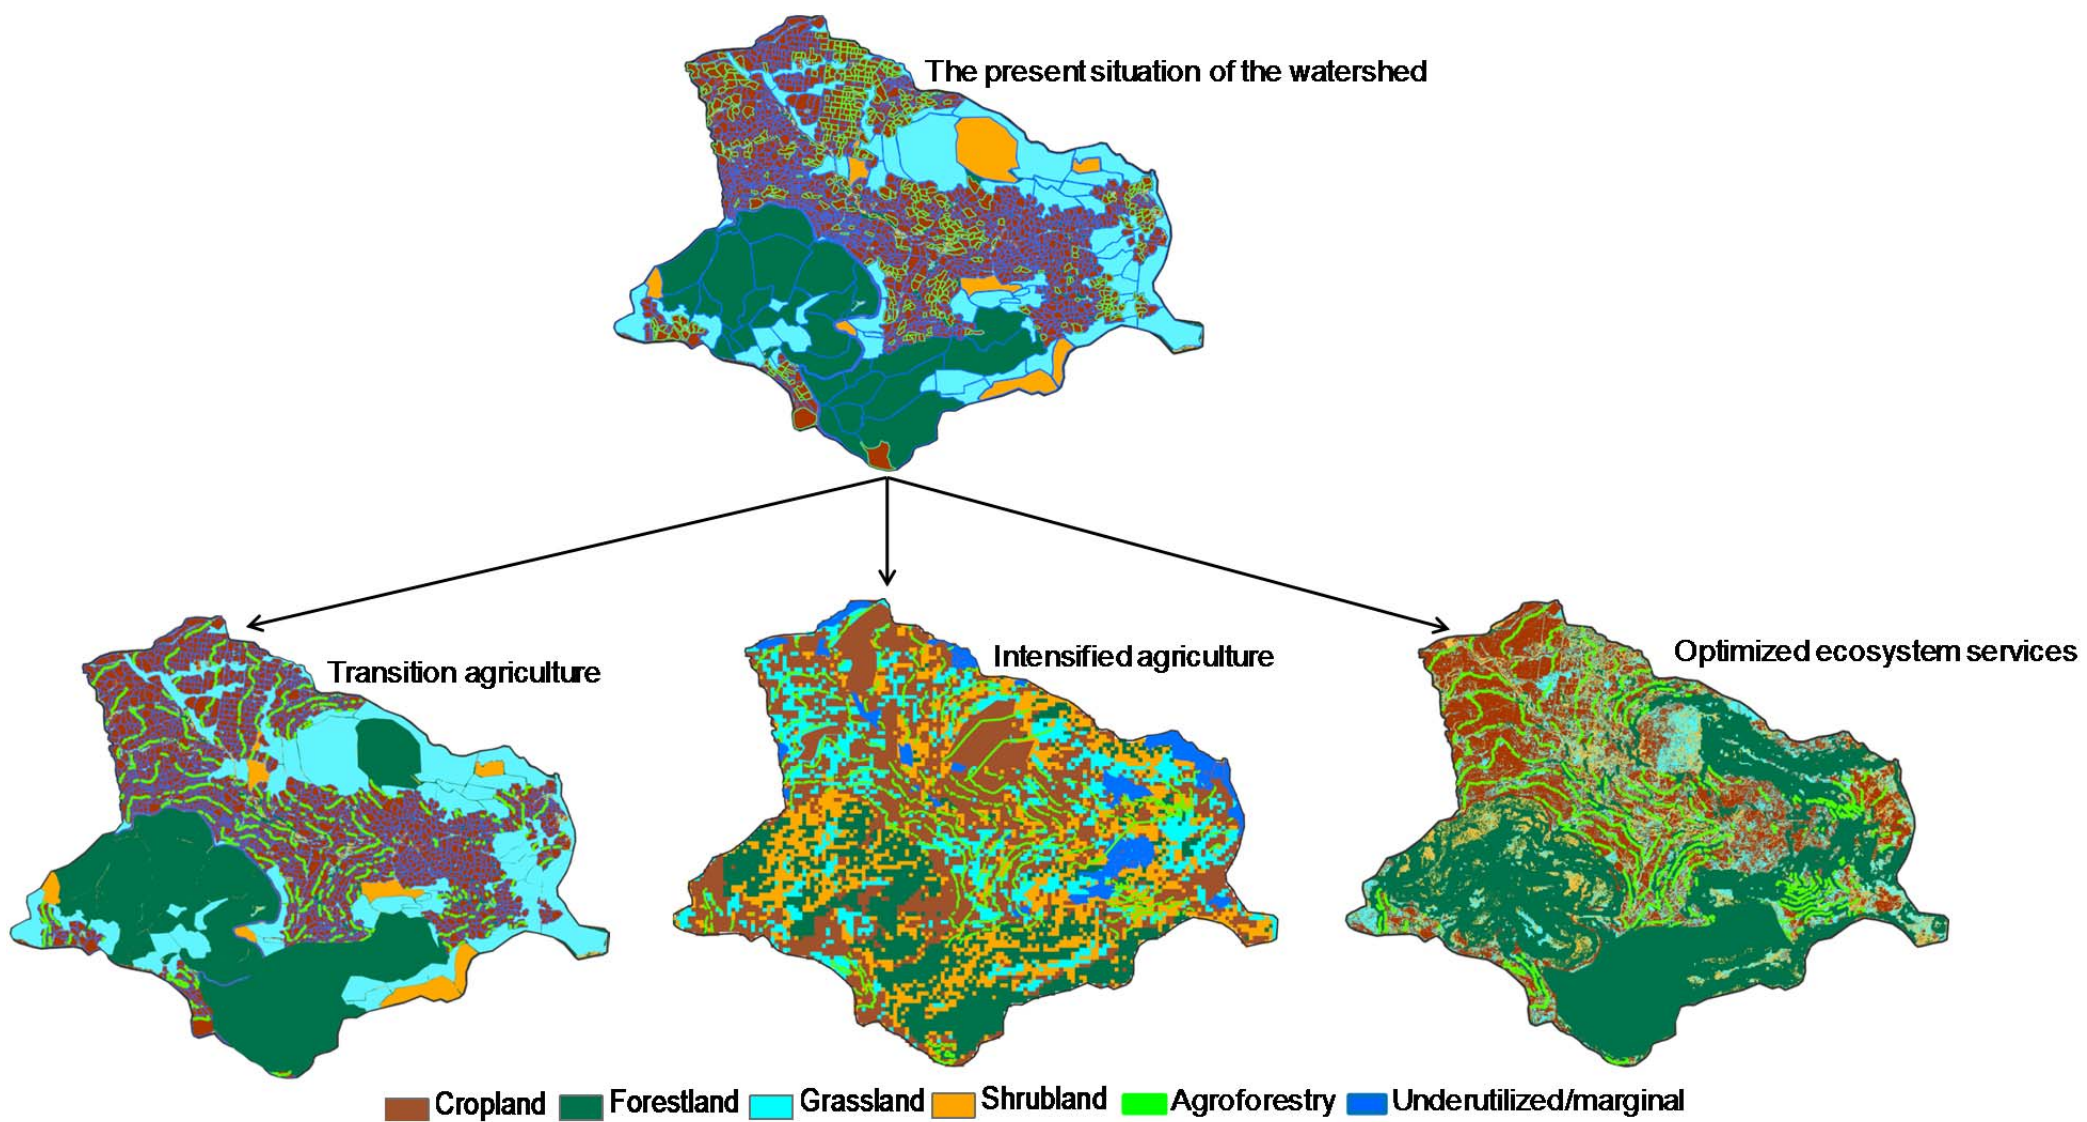 The present situation of the watershed
Transition agriculture
Intensified agriculture
Optimized ecosystem services
Cropland Forestland Grassland Shrubland Agroforestry Underutilized/marginal